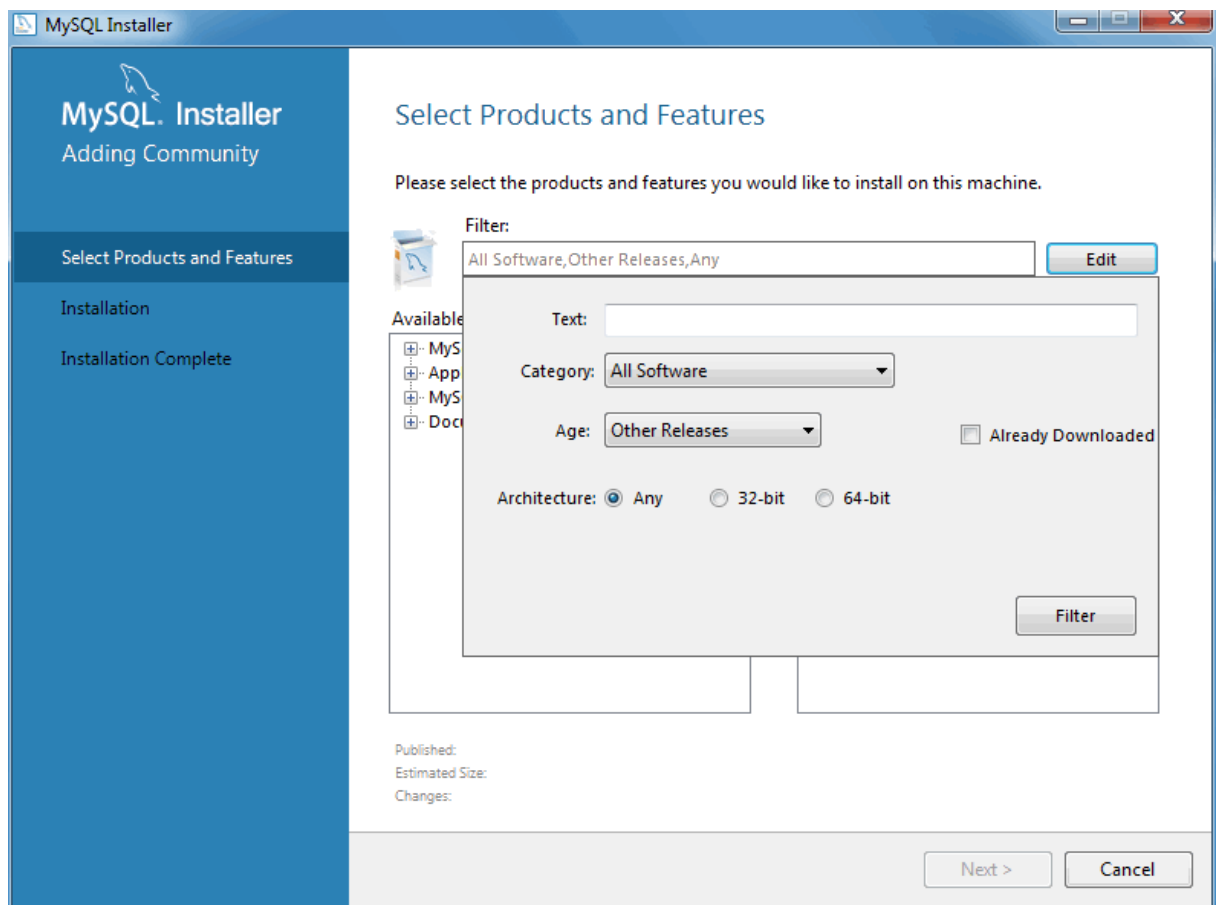 MySQL Installer
MySQL. Installer
Adding Community
Select Products and Features
Installation
Installation Complete
Select Products and Features
Please select the products and features you would like to install on this machine.
Filter:
All Software,Other Releases,Any
Edit
Available
MyS
App
MyS
Docu
Text:
Category:
All Software
Age:
Other Releases
Already Downloaded
Architecture:
Any
32-bit
64-bit
Filter
Published:
Estimated Size:
Changes:
Next >
Cancel